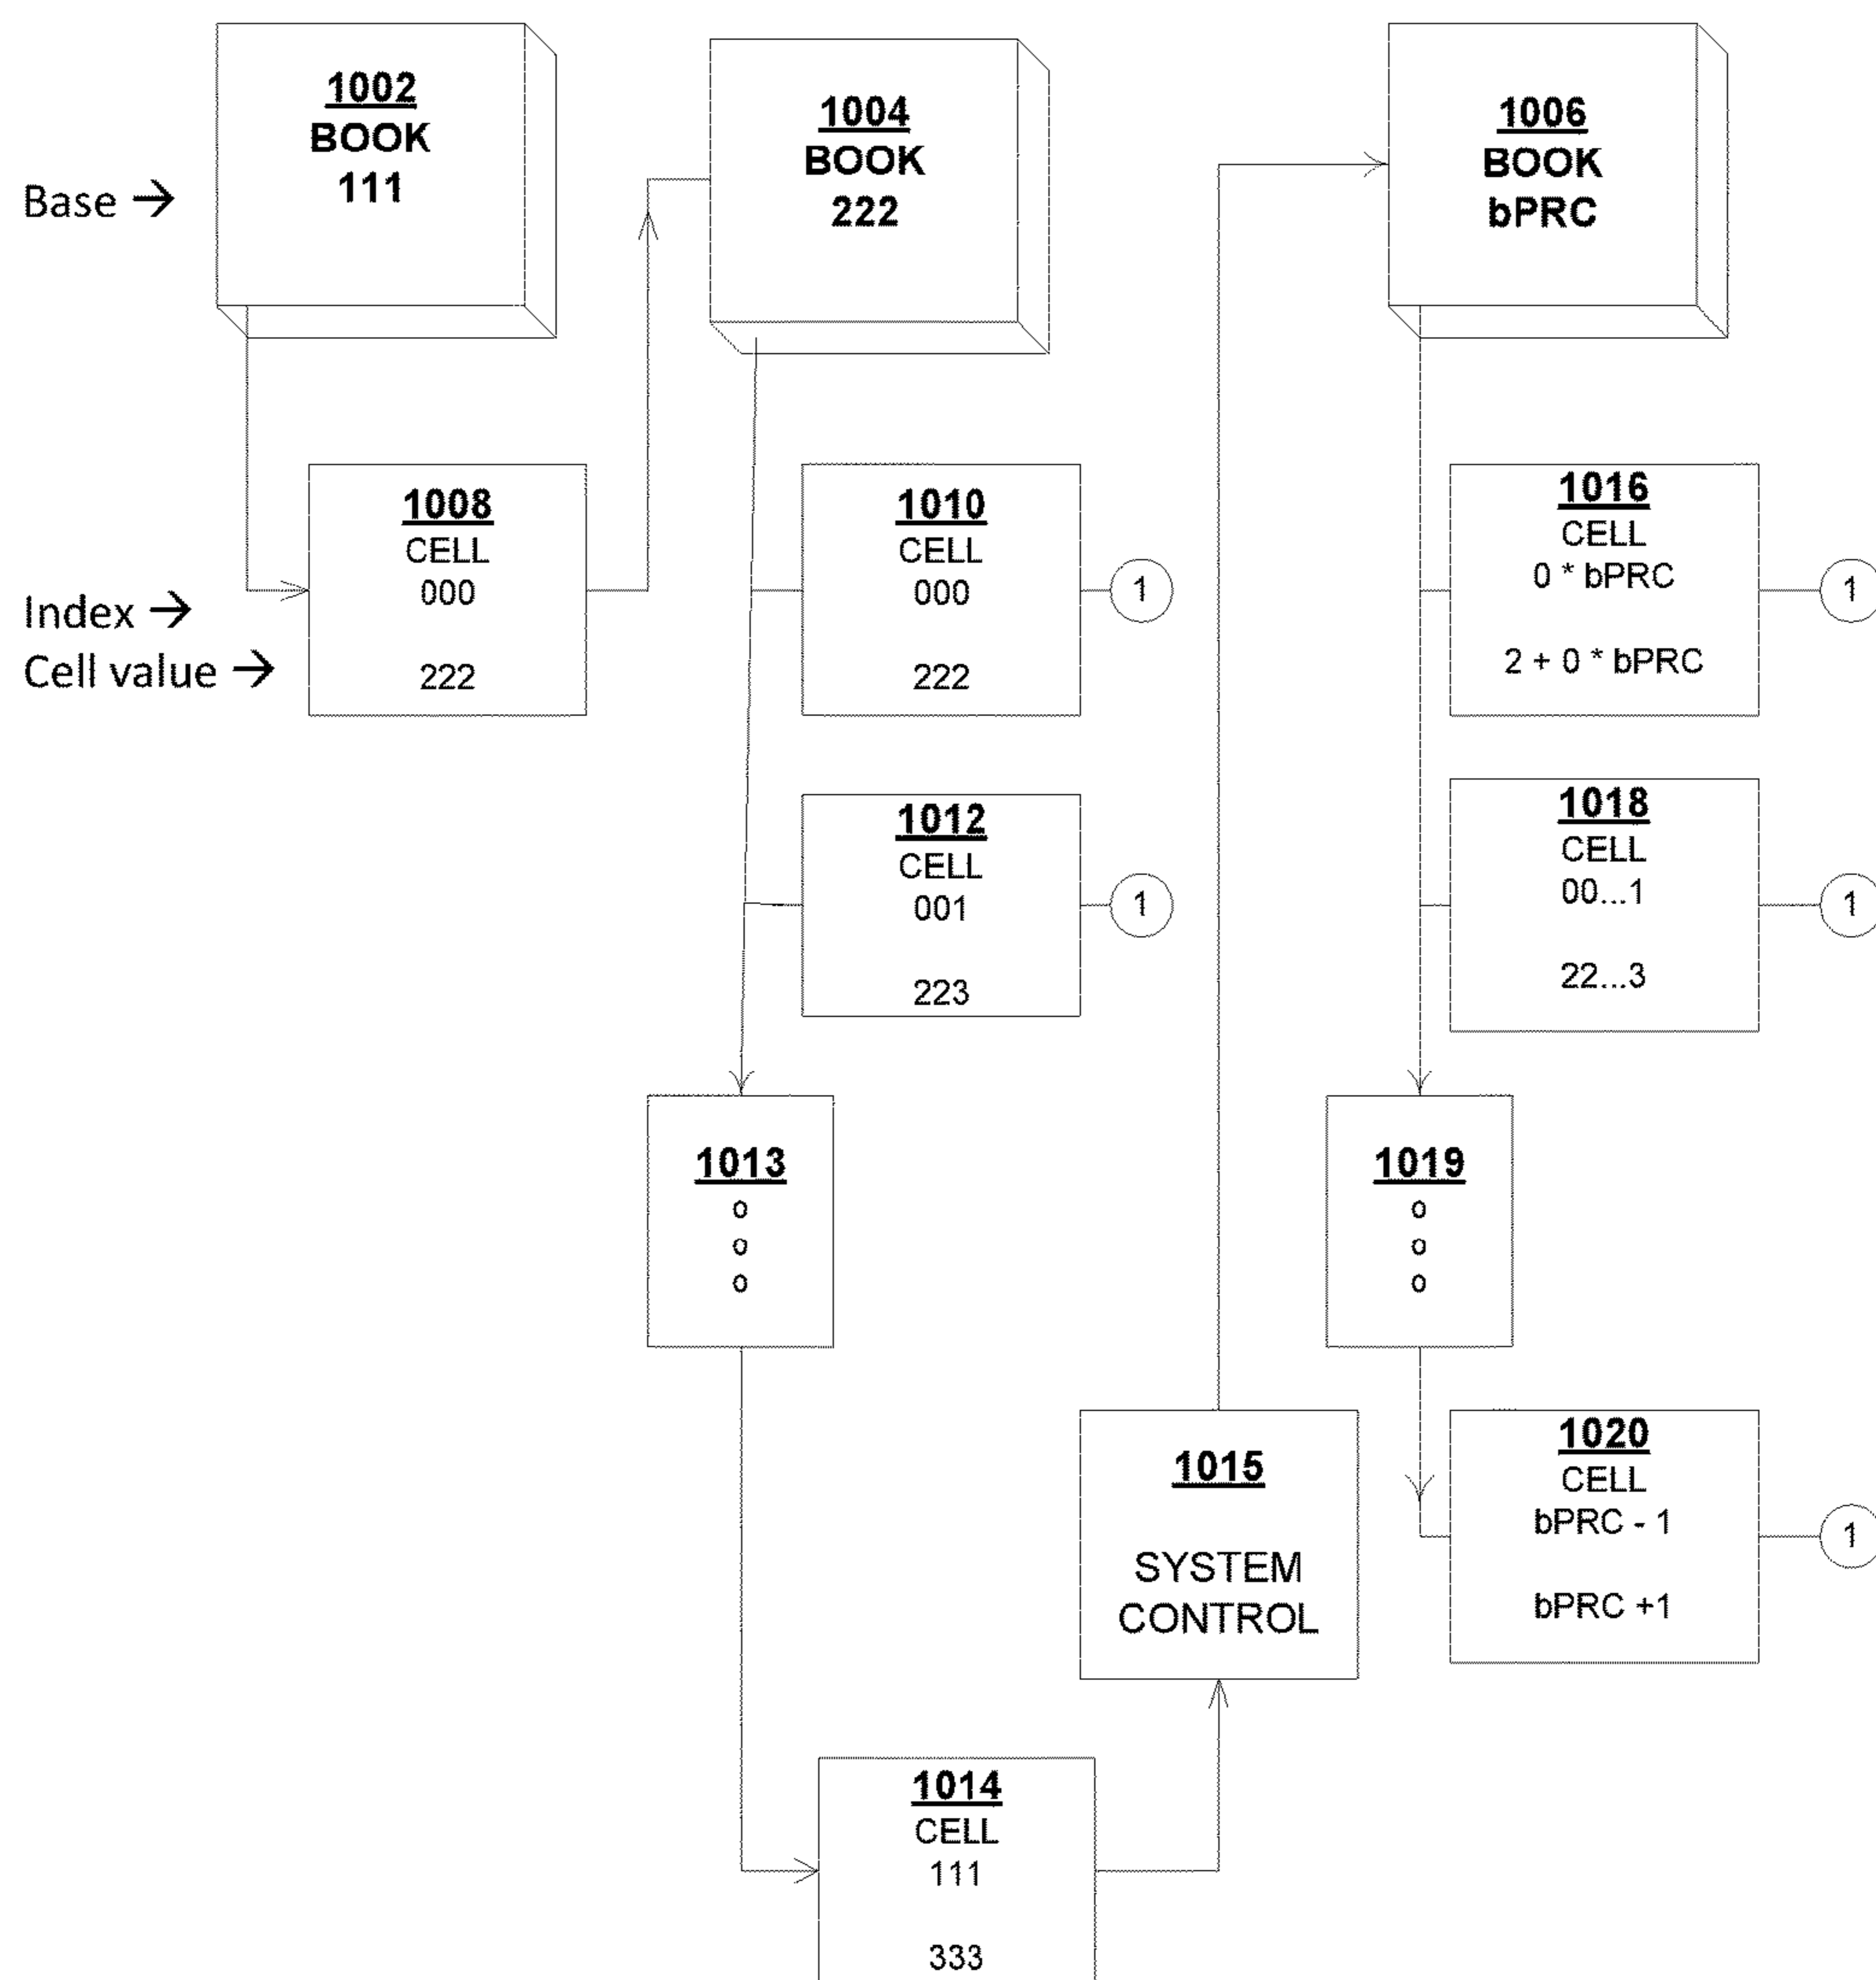 1002
BOOK
111
1004
BOOK
222
1006
BOOK
bPRC
Base →
1008
CELL
000
222
1010
CELL
000
222
1
1016
CELL
0 * bPRC
2 + 0 * bPRC
1
Index →
Cell value →
1012
CELL
001
223
1
1018
CELL
00...1
22...3
1
1013
o
o
o
1019
o
o
o
1015
SYSTEM
CONTROL
1020
CELL
bPRC - 1
bPRC +1
1
1014
CELL
111
333